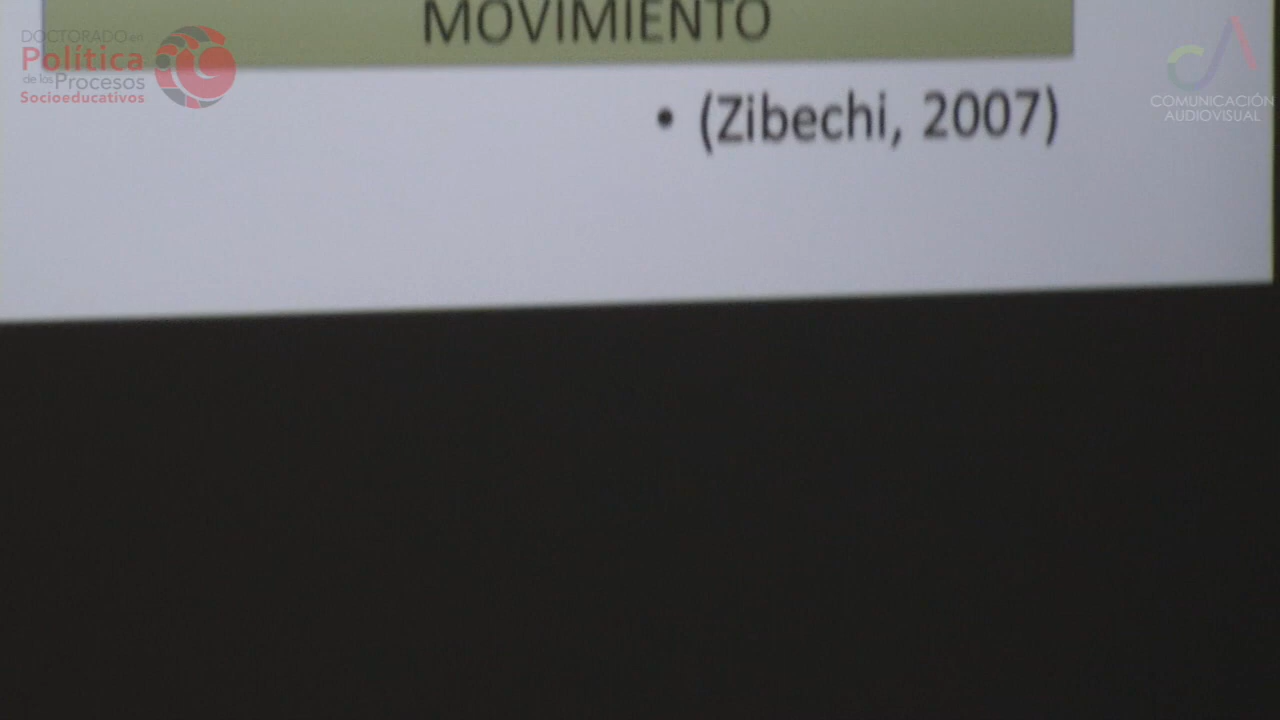 MOVIMIENTO
• (Zibechi, 2007)
DOCTORADO en
Política
de los Procesos
Socioeducativos
COMUNICACIÓN
AUDIOVISUAL